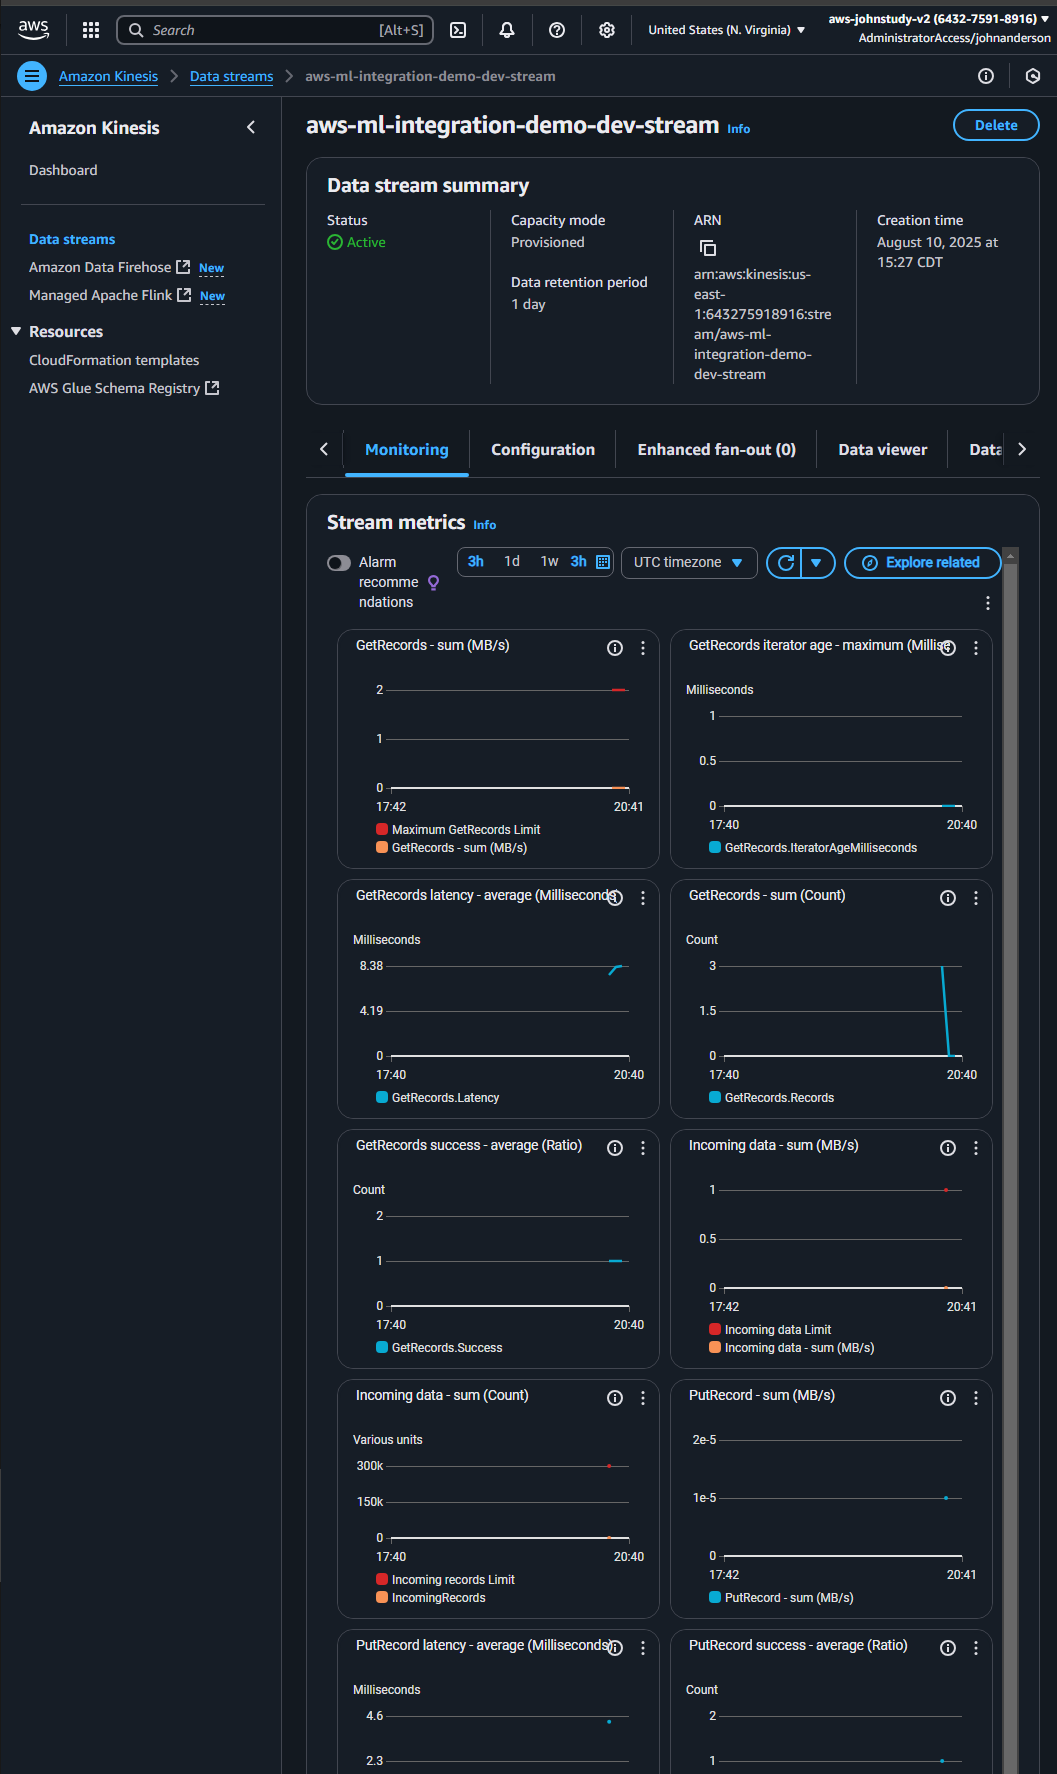 aws
Search
[Alt+S]
United States (N. Virginia)
aws-johnstudy-v2 (6432-7591-8916)
AdministratorAccess/johnanderson
Amazon Kinesis
Data streams
aws-ml-integration-demo-dev-stream
Amazon Kinesis
Dashboard
Data streams
Amazon Data Firehose New
Managed Apache Flink New
Resources
CloudFormation templates
AWS Glue Schema Registry
aws-ml-integration-demo-dev-stream Info
Delete
Data stream summary
Status
Active
Capacity mode
Provisioned
Data retention period
1 day
ARN
arn:aws:kinesis:us-
east-
1:643275918916:stre
am/aws-ml-
integration-demo-
dev-stream
Creation time
August 10, 2025 at
15:27 CDT
Monitoring
Configuration
Enhanced fan-out (0)
Data viewer
Data
Stream metrics Info
Alarm
recomme
ndations
3h 1d 1w 3h
UTC timezone
Explore related
GetRecords - sum (MB/s)
2
1
0
17:42 20:41
Maximum GetRecords Limit
GetRecords - sum (MB/s)
GetRecords iterator age - maximum (Millise
Milliseconds
1
0.5
0
17:40 20:40
GetRecords.IteratorAgeMilliseconds
GetRecords latency - average (Milliseconds)
Milliseconds
8.38
4.19
0
17:40 20:40
GetRecords.Latency
GetRecords - sum (Count)
Count
3
1.5
0
17:40 20:40
GetRecords.Records
GetRecords success - average (Ratio)
Count
2
1
0
17:40 20:40
GetRecords.Success
Incoming data - sum (MB/s)
1
0.5
0
17:42 20:41
Incoming data Limit
Incoming data - sum (MB/s)
Incoming data - sum (Count)
Various units
300k
150k
0
17:40 20:40
Incoming records Limit
IncomingRecords
PutRecord - sum (MB/s)
2e-5
1e-5
0
17:42 20:41
PutRecord - sum (MB/s)
PutRecord latency - average (Milliseconds)
Milliseconds
4.6
2.3
PutRecord success - average (Ratio)
Count
2
1